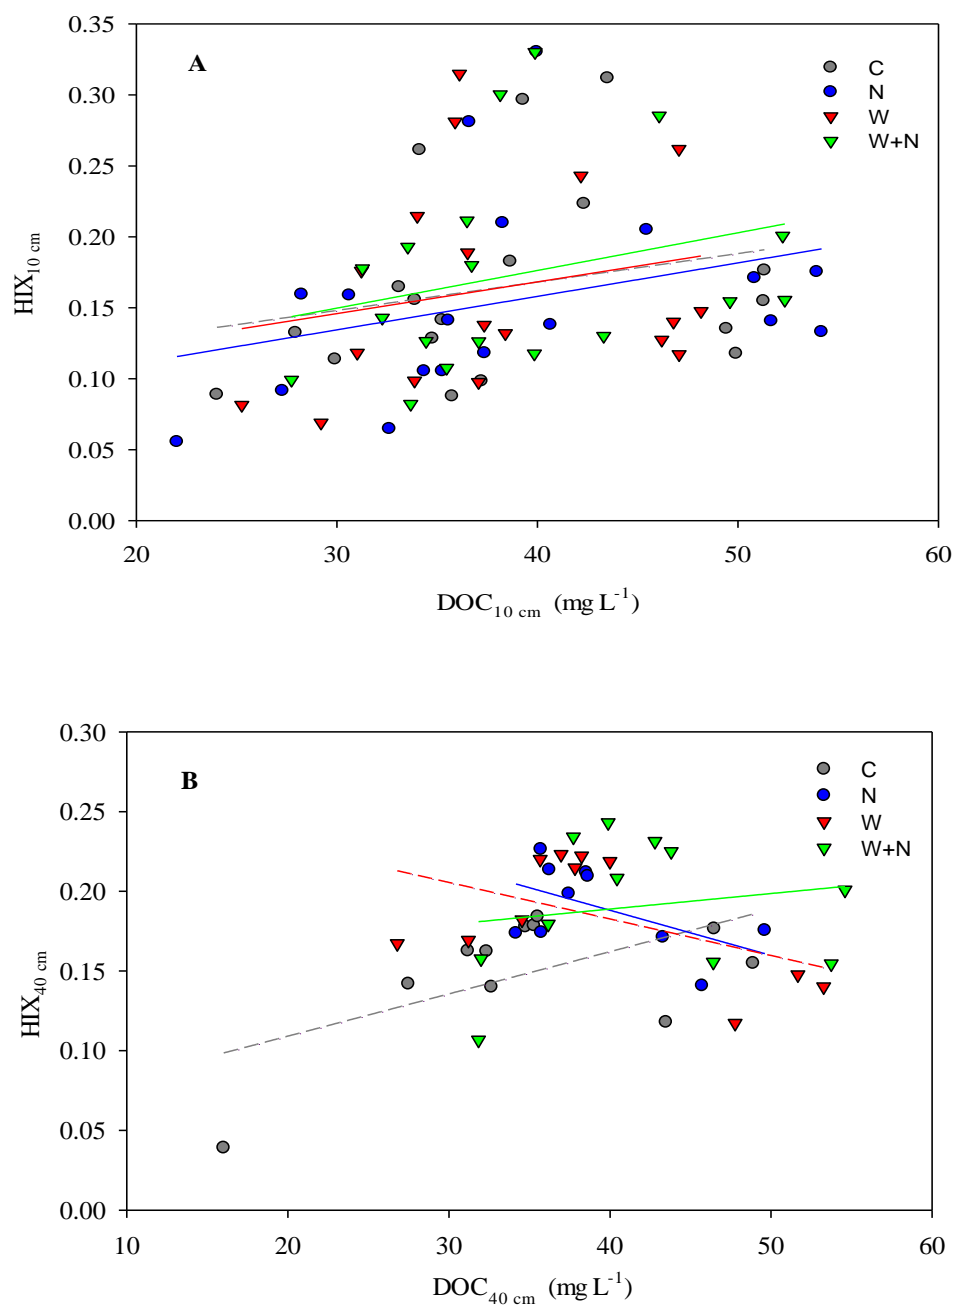 0.35
A
C
N
W
W+N
0.30
0.25
0.20
0.15
0.10
0.05
0.00
HIX10 cm
20 30 40 50 60
DOC10 cm (mg L-1)
0.30
B
C
N
W
W+N
0.25
0.20
0.15
0.10
0.05
0.00
HIX40 cm
10 20 30 40 50 60
DOC40 cm (mg L-1)